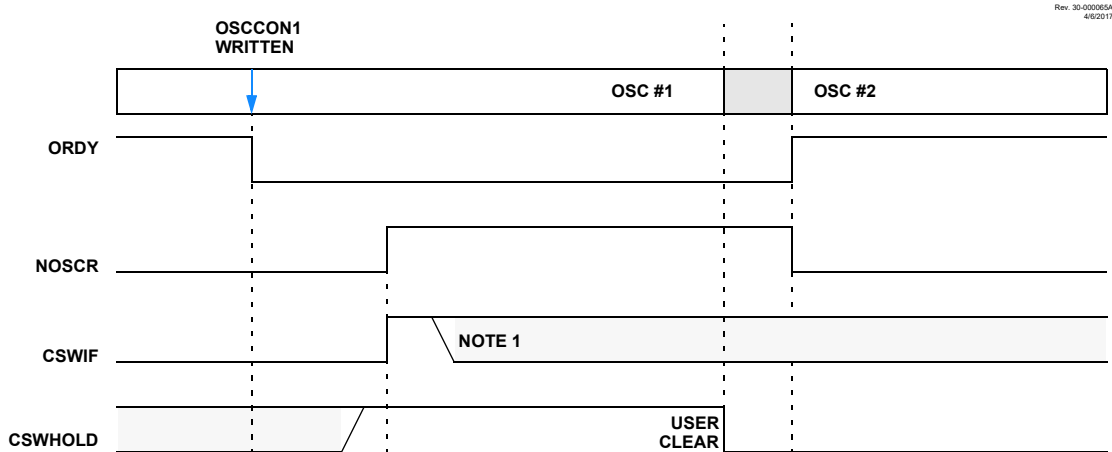 Rev. 30-000065A
4/6/2017
OSCCON1
WRITTEN
OSC #1
OSC #2
ORDY
NOSCR
CSWIF
NOTE 1
CSWHOLD
USER
CLEAR